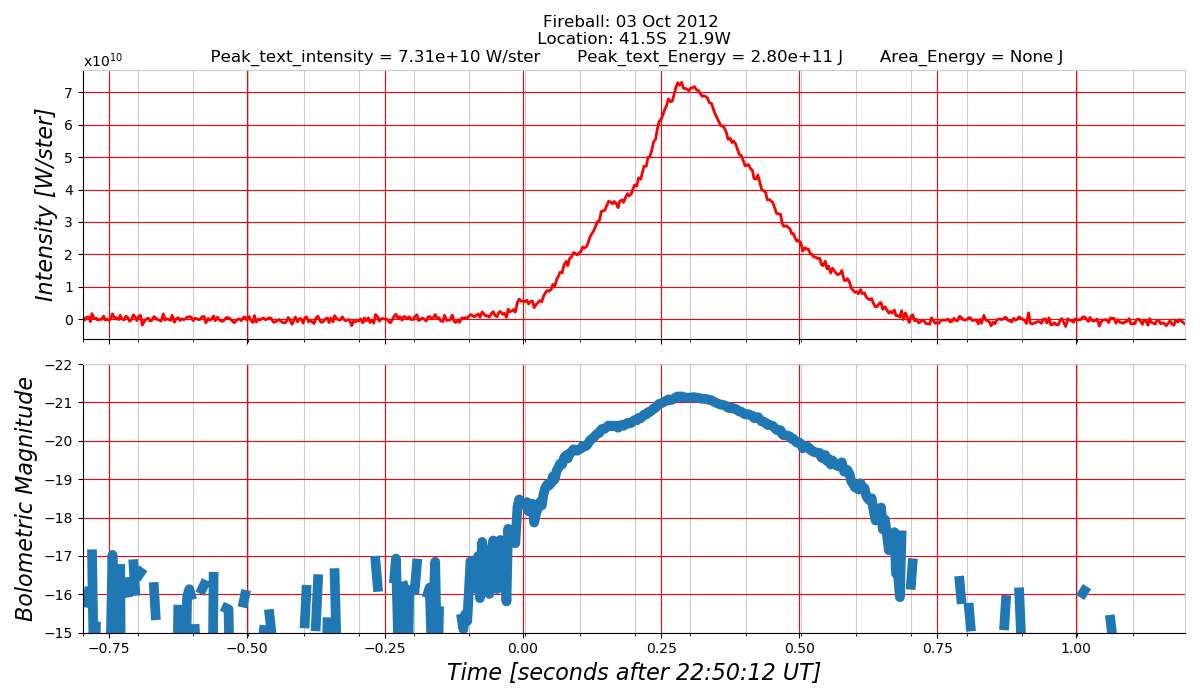 Fireball: 03 Oct 2012
Location: 41.5S  21.9W
Peak_text_intensity = 7.31e+10 W/ster  Peak_text_Energy = 2.80e+11 J  Area_Energy = None J
x10¹⁰
7
6
5
4
3
2
1
0
Intensity [W/ster]
−22
−21
−20
−19
−18
−17
−16
−15
Bolometric Magnitude
−0.75 −0.50 −0.25 0.00 0.25 0.50 0.75 1.00
Time [seconds after 22:50:12 UT]